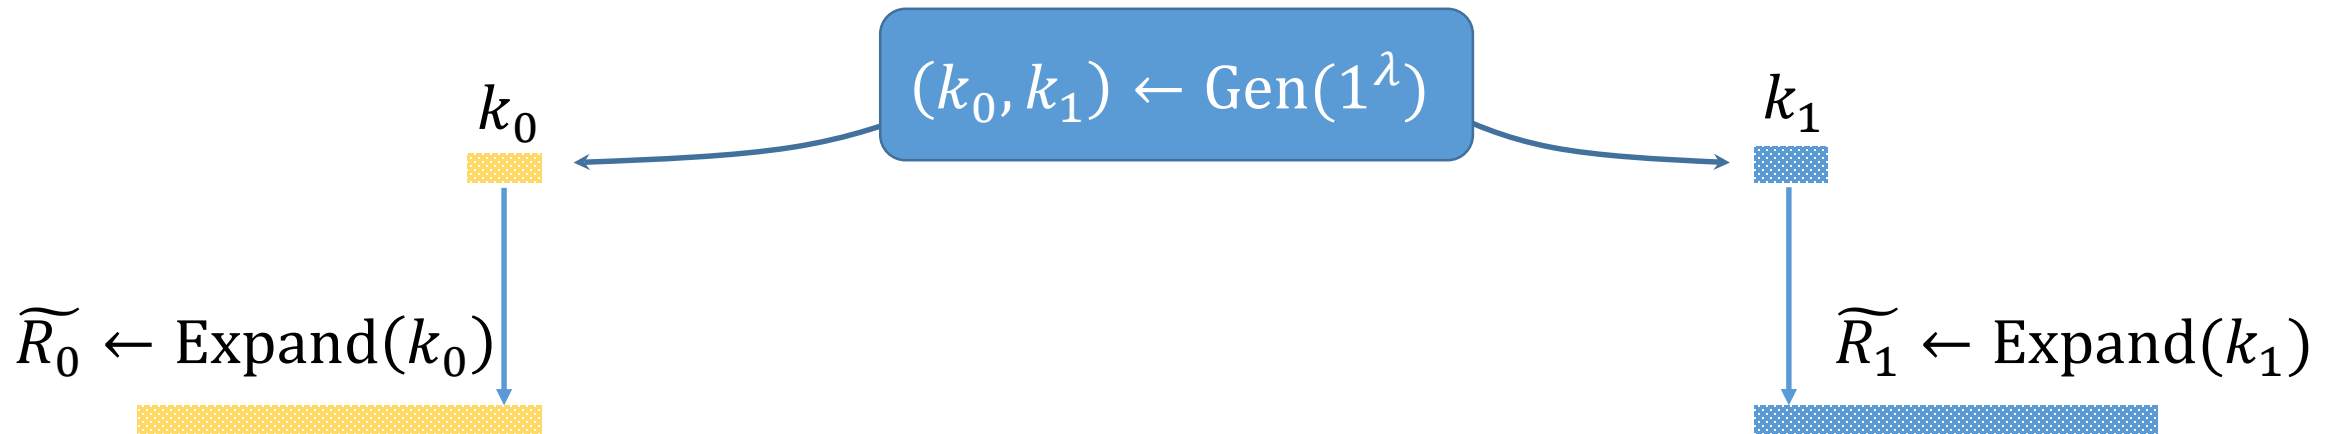 (k₀, k₁) ← Gen(1^λ)
k₀
k₁
R̃₀ ← Expand(k₀)
R̃₁ ← Expand(k₁)